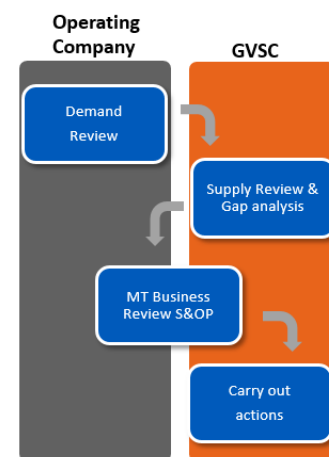 Operating
Company
GVSC
Demand
Review
Supply Review &
Gap analysis
MT Business
Review S&OP
Carry out
actions